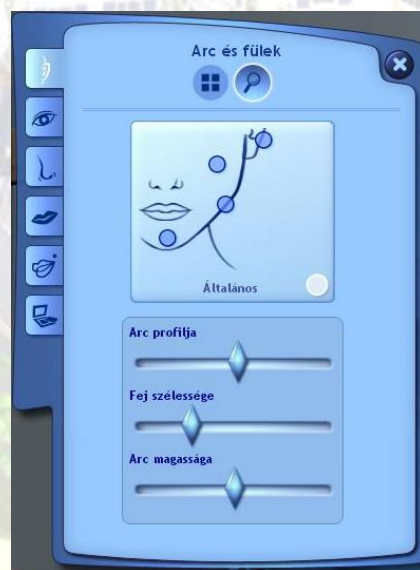 Arc és fülek
Általános
Arc profilja
Fej szélessége
Arc magassága